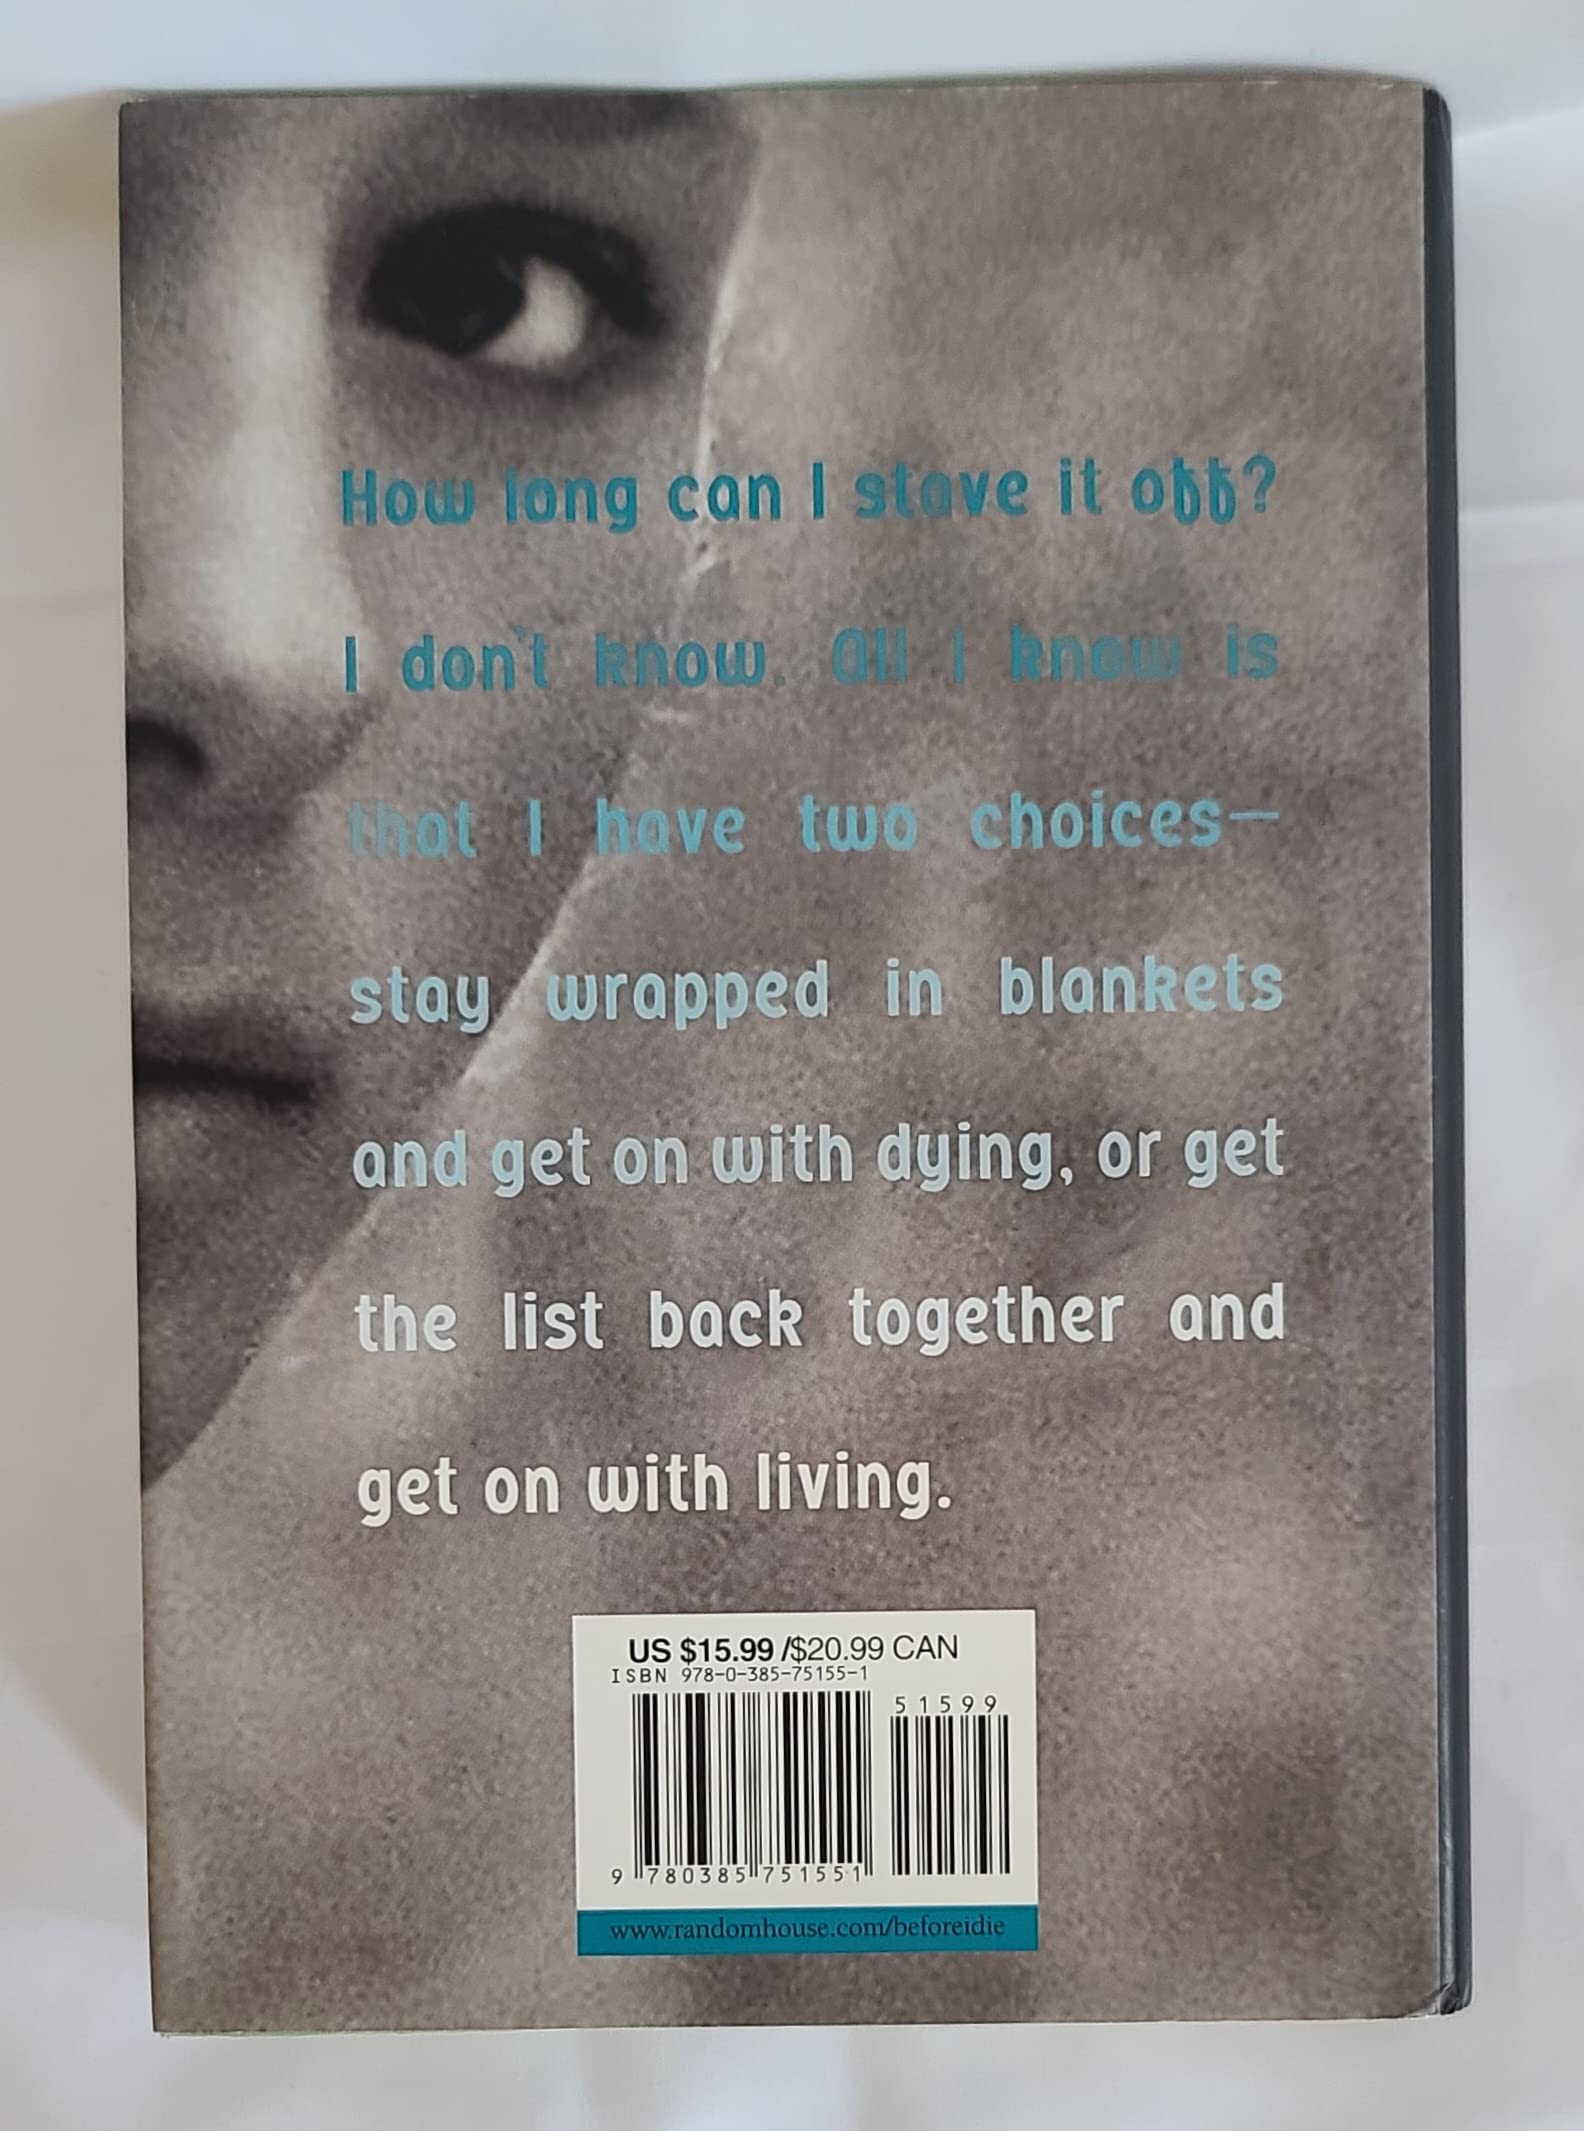 How long can I stave it off?
I don't know. All I know is
that I have two choices—
stay wrapped in blankets
and get on with dying, or get
the list back together and
get on with living.
US $15.99 /$20.99 CAN
ISBN 978-0-385-75155-1
51599
9 780385 751551
www.randomhouse.com/beforeidie